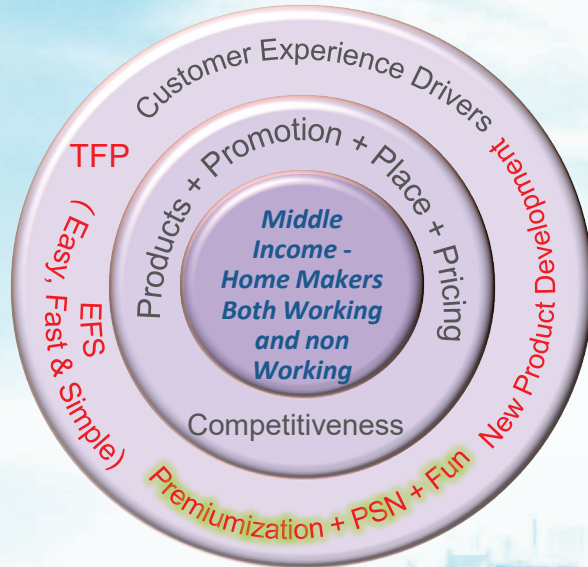 Customer Experience Drivers
TFP
EFS
( Easy, Fast & Simple)
Premiumization + PSN + Fun
New Product Development
Products + Promotion + Place + Pricing
Competitiveness
Middle
Income -
Home Makers
Both Working
and non
Working